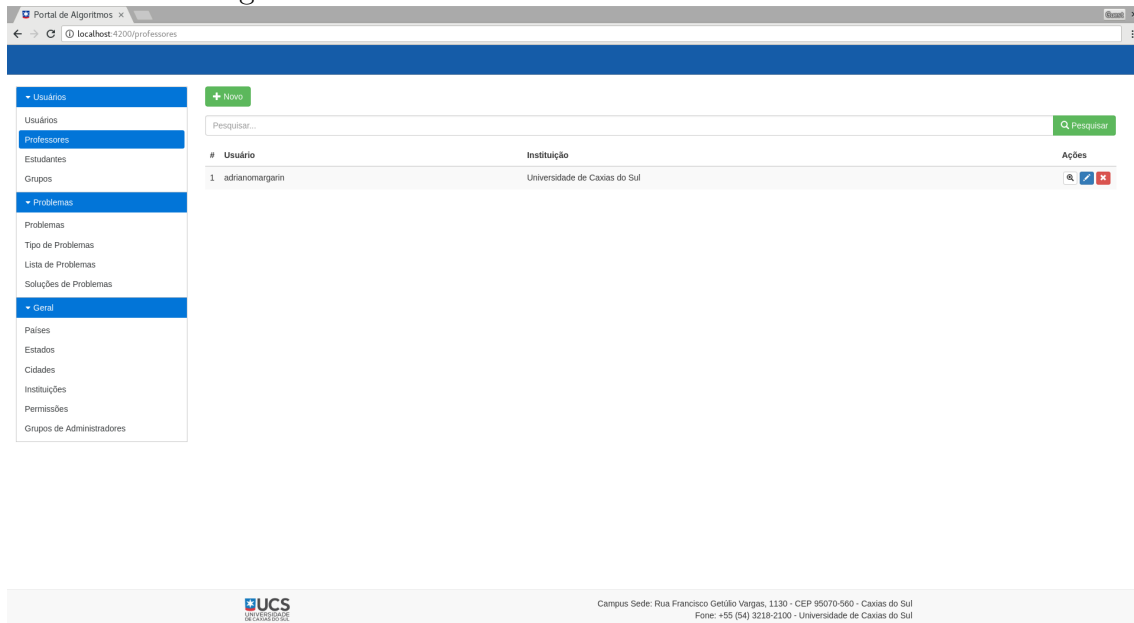 Portal de Algoritmos ×
Guest
localhost:4200/professores
Usuários
Usuários
Professores
Estudantes
Grupos
Problemas
Problemas
Tipo de Problemas
Lista de Problemas
Soluções de Problemas
Geral
Países
Estados
Cidades
Instituições
Permissões
Grupos de Administradores
Novo
Pesquisar...
Pesquisar
# Usuário Instituição Ações
1 adrianomargarin Universidade de Caxias do Sul
UCS
UNIVERSIDADE
DE CAXIAS DO SUL
Campus Sede: Rua Francisco Getúlio Vargas, 1130 - CEP 95070-560 - Caxias do Sul
Fone: +55 (54) 3218-2100 - Universidade de Caxias do Sul